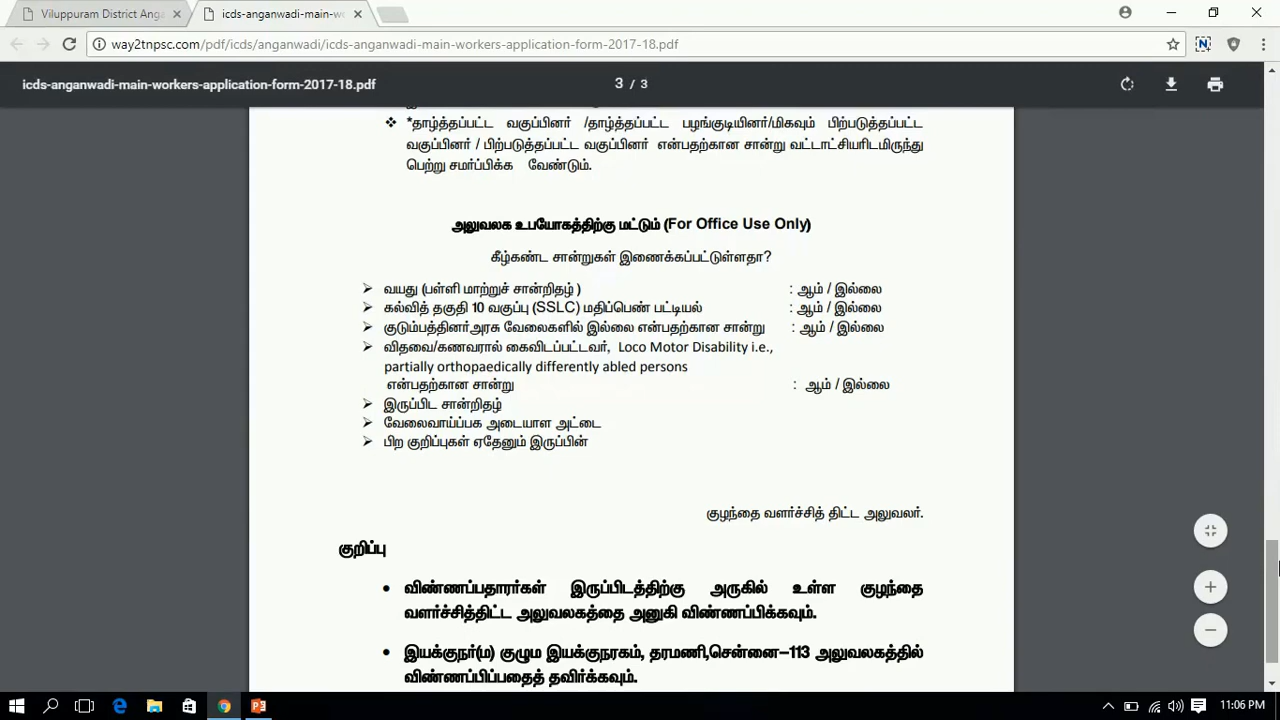 Viluppuram District Anga
icds-anganwadi-main-wo
way2tnpsc.com/pdf/icds/anganwadi/icds-anganwadi-main-workers-application-form-2017-18.pdf
icds-anganwadi-main-workers-application-form-2017-18.pdf
3 / 3
*தாழ்த்தப்பட்ட வகுப்பினர் /தாழ்த்தப்பட்ட பழங்குடியினர்/மிகவும் பிற்படுத்தப்பட்ட
வகுப்பினர் / பிற்படுத்தப்பட்ட வகுப்பினர் என்பதற்கான சான்று வட்டாட்சியரிடமிருந்து
பெற்று சமர்ப்பிக்க வேண்டும்.
அலுவலக உபயோகத்திற்கு மட்டும் (For Office Use Only)
கீழ்கண்ட சான்றுகள் இணைக்கப்பட்டுள்ளதா?
வயது (பள்ளி மாற்றுச் சான்றிதழ் ) : ஆம் / இல்லை
கல்வித் தகுதி 10 வகுப்பு (SSLC) மதிப்பெண் பட்டியல் : ஆம் / இல்லை
குடும்பத்தினர்அரசு வேலைகளில் இல்லை என்பதற்கான சான்று : ஆம் / இல்லை
விதவை/கணவரால் கைவிடப்பட்டவர், Loco Motor Disability i.e.,
partially orthopaedically differently abled persons
என்பதற்கான சான்று : ஆம் / இல்லை
இருப்பிட சான்றிதழ்
வேலைவாய்ப்பக அடையாள அட்டை
பிற குறிப்புகள் ஏதேனும் இருப்பின்
குழந்தை வளர்ச்சித் திட்ட அலுவலர்.
குறிப்பு
• விண்ணப்பதாரர்கள் இருப்பிடத்திற்கு அருகில் உள்ள குழந்தை
வளர்ச்சித்திட்ட அலுவலகத்தை அனுகி விண்ணப்பிக்கவும்.
• இயக்குநர்(ம) குழும இயக்குநரகம், தரமணி,சென்னை–113 அலுவலகத்தில்
விண்ணப்பிப்பதைத் தவிர்க்கவும்.
11:06 PM